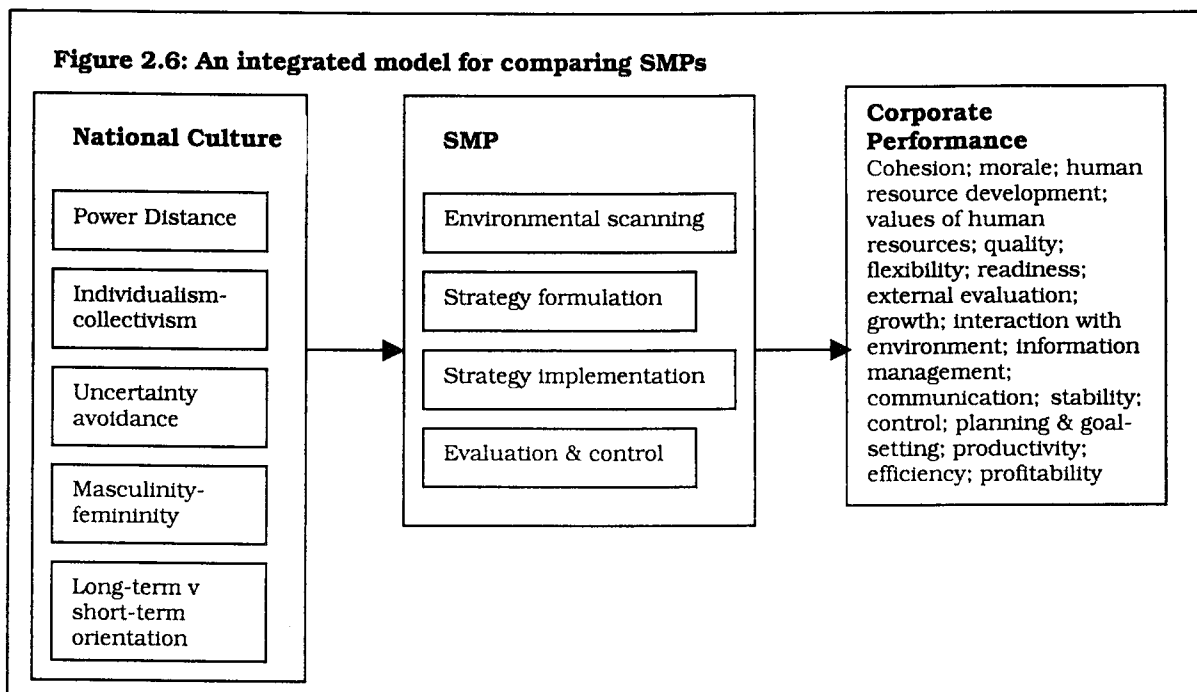 Figure 2.6: An integrated model for comparing SMPs
National Culture
Power Distance
Individualism-
collectivism
Uncertainty
avoidance
Masculinity-
femininity
Long-term v
short-term
orientation
SMP
Environmental scanning
Strategy formulation
Strategy implementation
Evaluation & control
Corporate
Performance
Cohesion; morale; human
resource development;
values of human
resources; quality;
flexibility; readiness;
external evaluation;
growth; interaction with
environment; information
management;
communication; stability;
control; planning & goal-
setting; productivity;
efficiency; profitability